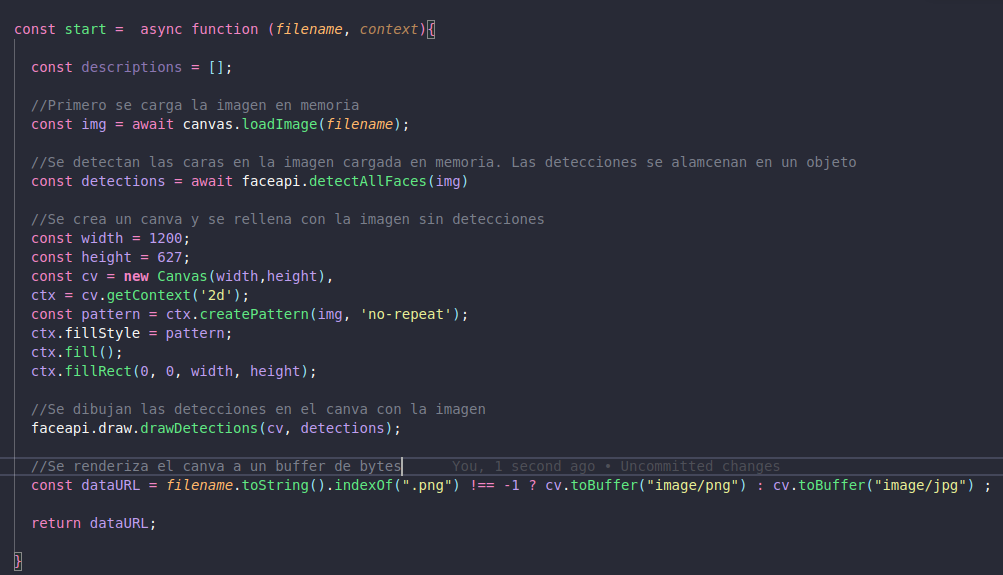 const start =  async function (filename, context){
const descriptions = [];
//Primero se carga la imagen en memoria
const img = await canvas.loadImage(filename);
//Se detectan las caras en la imagen cargada en memoria. Las detecciones se alamcenan en un objeto
const detections = await faceapi.detectAllFaces(img)
//Se crea un canva y se rellena con la imagen sin detecciones
const width = 1200;
const height = 627;
const cv = new Canvas(width,height),
ctx = cv.getContext('2d');
const pattern = ctx.createPattern(img, 'no-repeat');
ctx.fillStyle = pattern;
ctx.fill();
ctx.fillRect(0, 0, width, height);
//Se dibujan las detecciones en el canva con la imagen
faceapi.draw.drawDetections(cv, detections);
//Se renderiza el canva a un buffer de bytes You, 1 second ago • Uncommitted changes
const dataURL = filename.toString().indexOf(".png") !== -1 ? cv.toBuffer("image/png") : cv.toBuffer("image/jpg") ;
return dataURL;
}